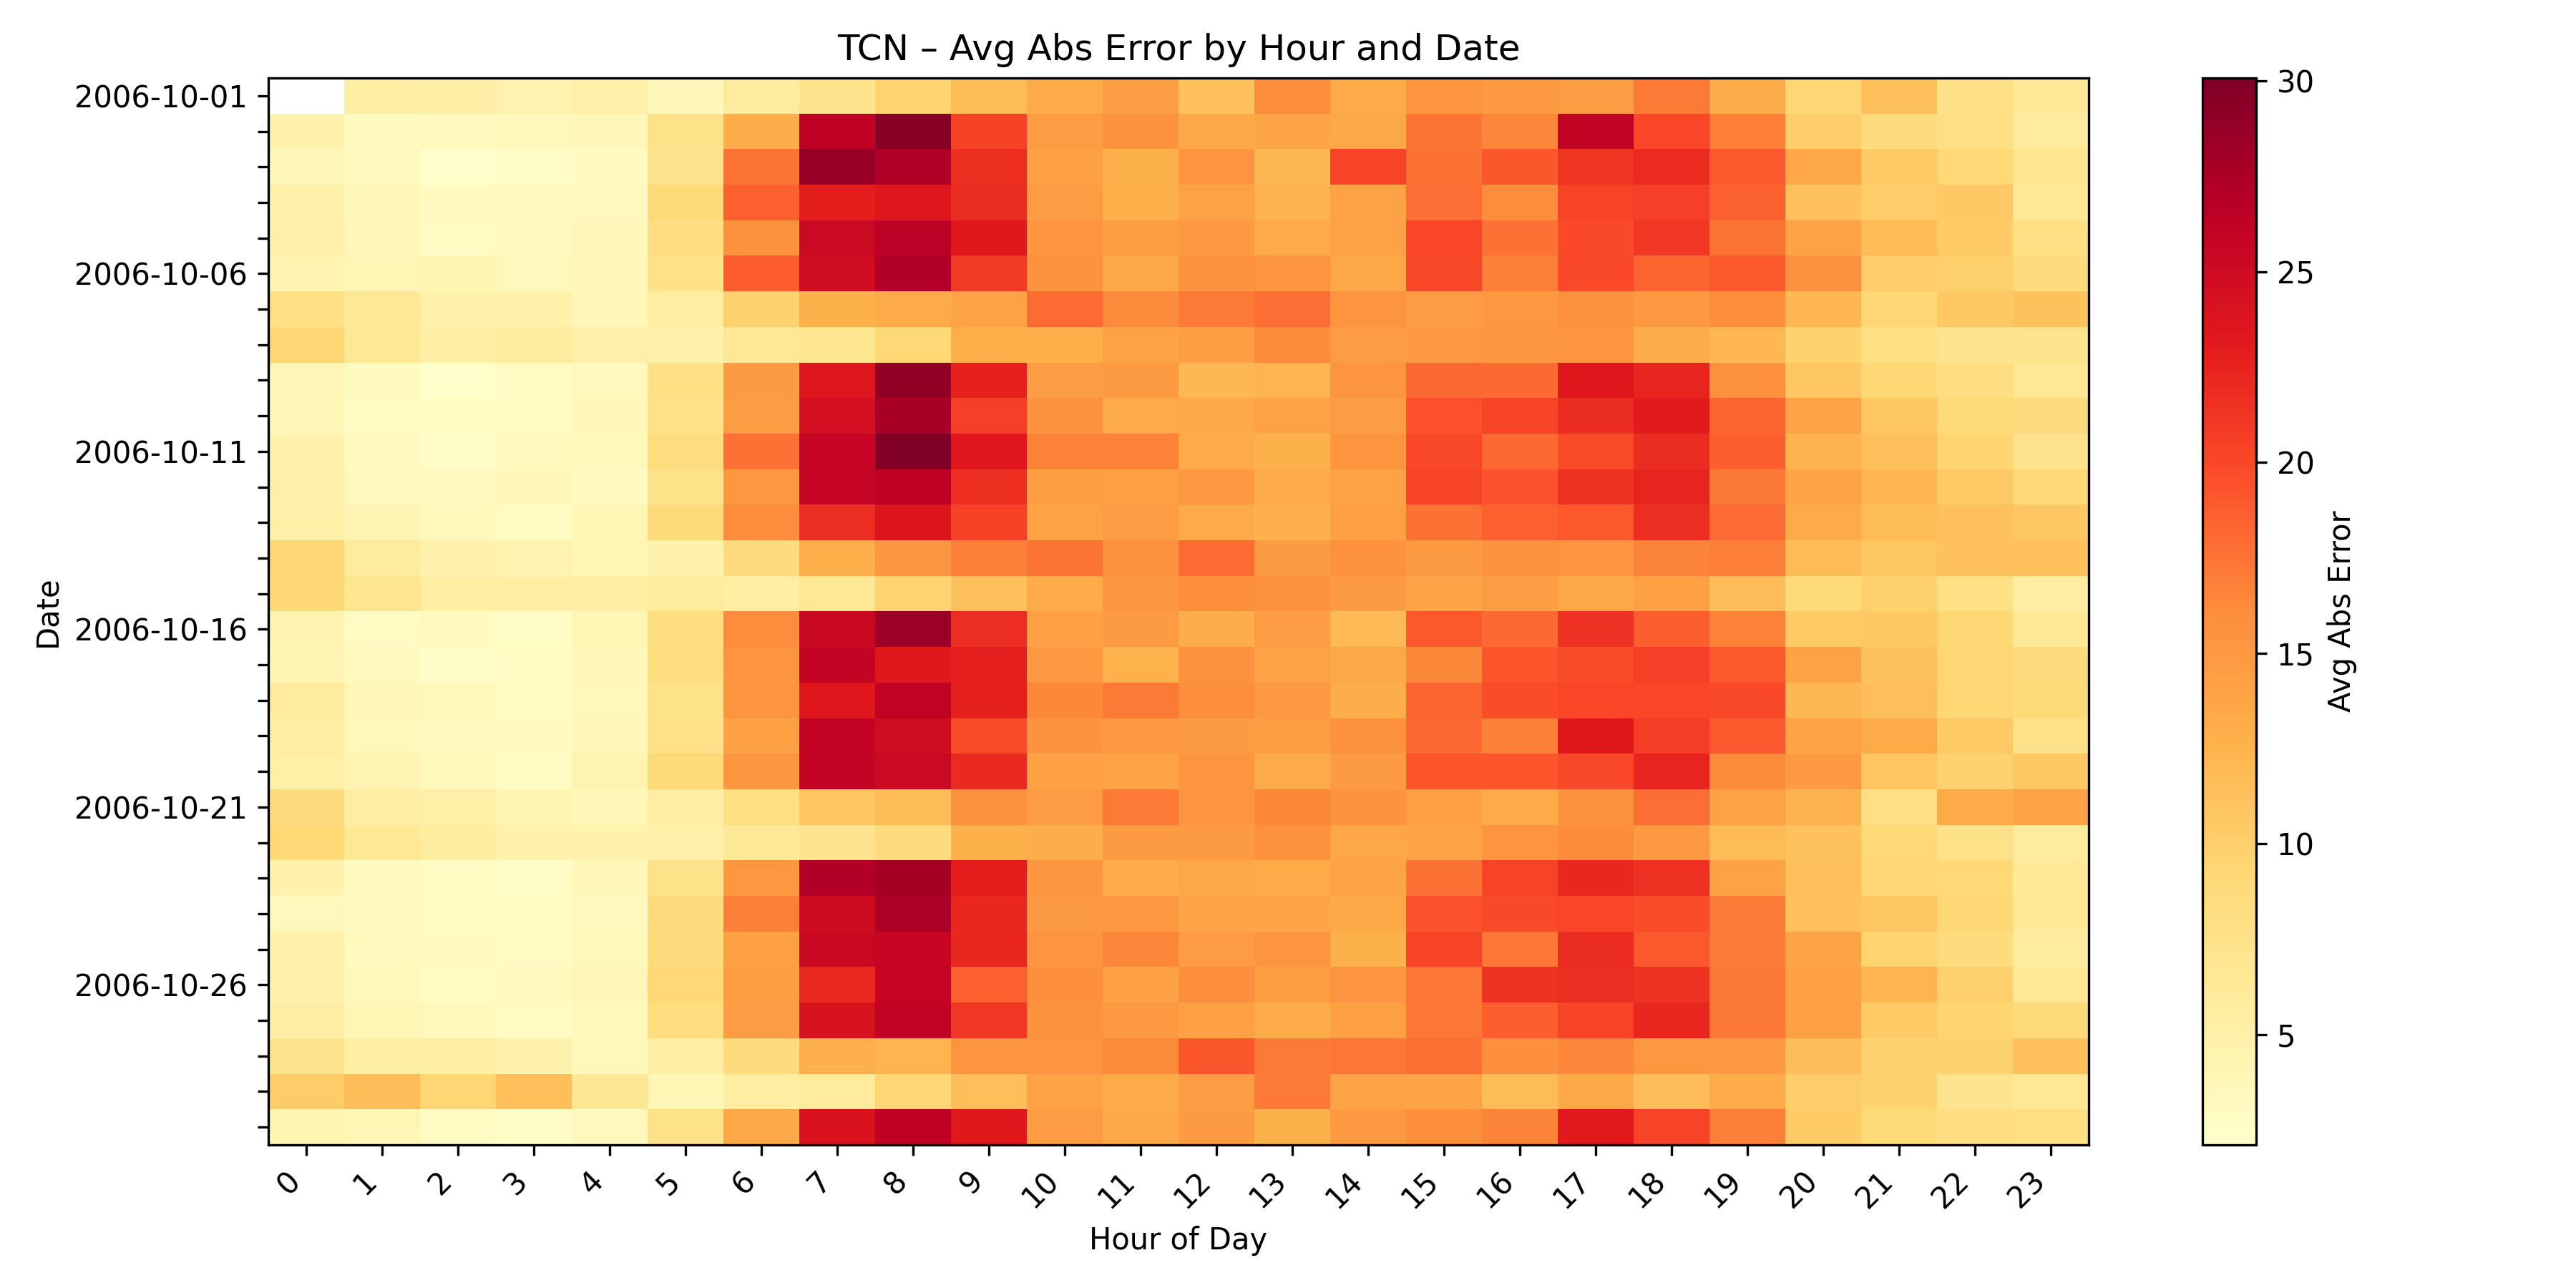 TCN – Avg Abs Error by Hour and Date
2006-10-01
2006-10-06
2006-10-11
2006-10-16
2006-10-21
2006-10-26
Date
0 1 2 3 4 5 6 7 8 9 10 11 12 13 14 15 16 17 18 19 20 21 22 23
Hour of Day
30
25
20
15
10
5
Avg Abs Error